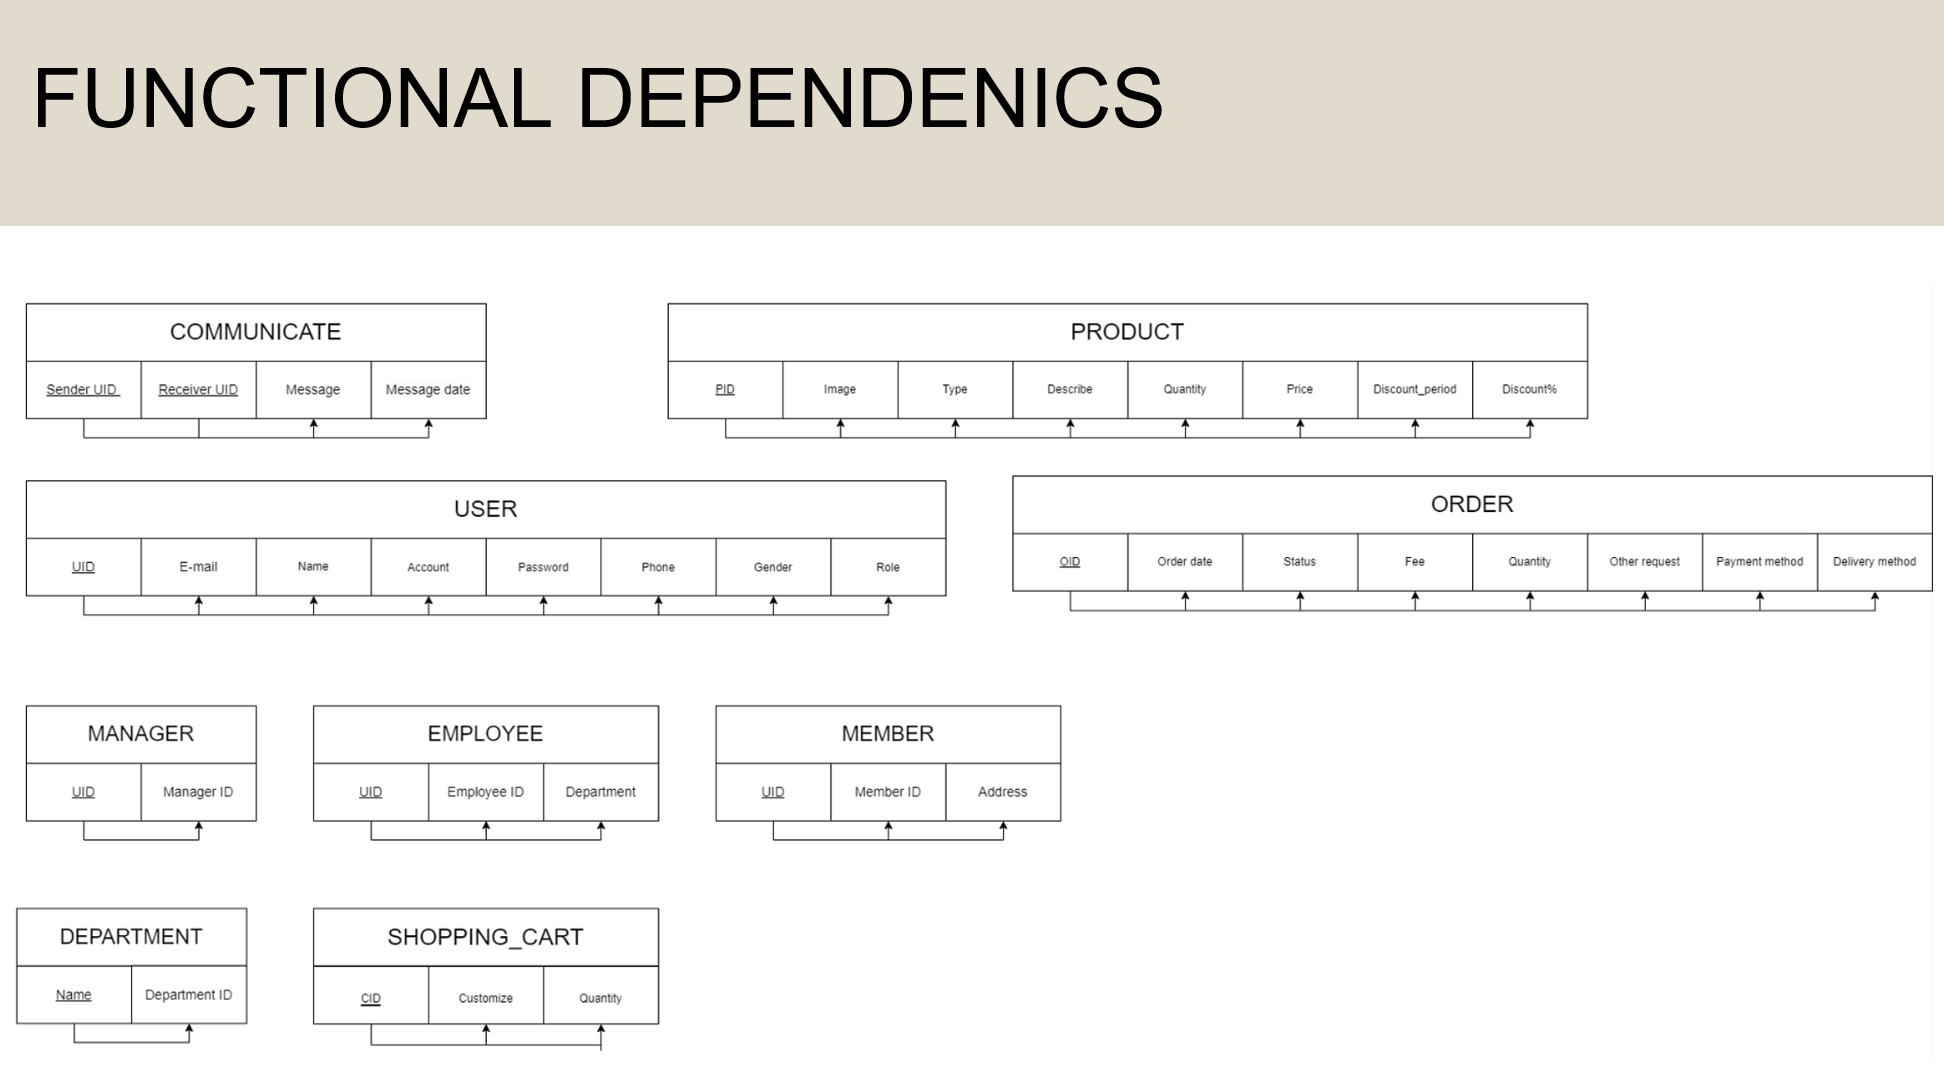 FUNCTIONAL DEPENDENICS
COMMUNICATE
Sender UID Receiver UID Message Message date
PRODUCT
PID Image Type Describe Quantity Price Discount_period Discount%
USER
UID E-mail Name Account Password Phone Gender Role
ORDER
OID Order date Status Fee Quantity Other request Payment method Delivery method
MANAGER
UID Manager ID
EMPLOYEE
UID Employee ID Department
MEMBER
UID Member ID Address
DEPARTMENT
Name Department ID
SHOPPING_CART
CID Customize Quantity